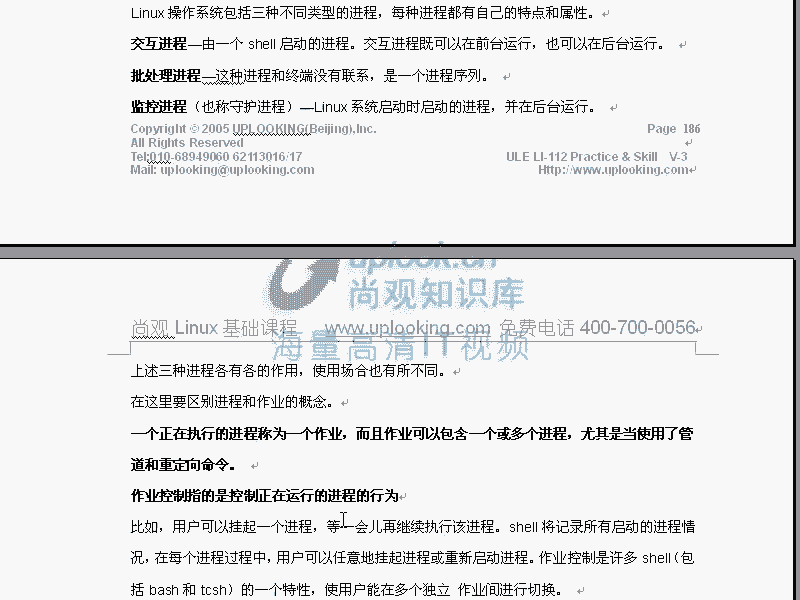 Linux 操作系统包括三种不同类型的进程，每种进程都有自己的特点和属性。
交互进程—由一个 shell 启动的进程。交互进程既可以在前台运行，也可以在后台运行。
批处理进程—这种进程和终端没有联系，是一个进程序列。
监控进程（也称守护进程）—Linux 系统启动时启动的进程，并在后台运行。
Copyright © 2005 UPLOOKING(Beijing),Inc. Page 186
All Rights Reserved
Tel:010-68949060 62113016/17 ULE LI-112 Practice & Skill V-3
Mail: uplooking@uplooking.com Http://www.uplooking.com
uplook.cn
尚观知识库
尚观 Linux 基础课程 www.uplooking.com 免费电话 400-700-0056
海量高清IT视频
上述三种进程各有各的作用，使用场合也有所不同。
在这里要区别进程和作业的概念。
一个正在执行的进程称为一个作业，而且作业可以包含一个或多个进程，尤其是当使用了管
道和重定向命令。
作业控制指的是控制正在运行的进程的行为
比如，用户可以挂起一个进程，等一会儿再继续执行该进程。shell 将记录所有启动的进程情
况，在每个进程过程中，用户可以任意地挂起进程或重新启动进程。作业控制是许多 shell（包
括 bash 和 tcsh）的一个特性，使用户能在多个独立 作业间进行切换。